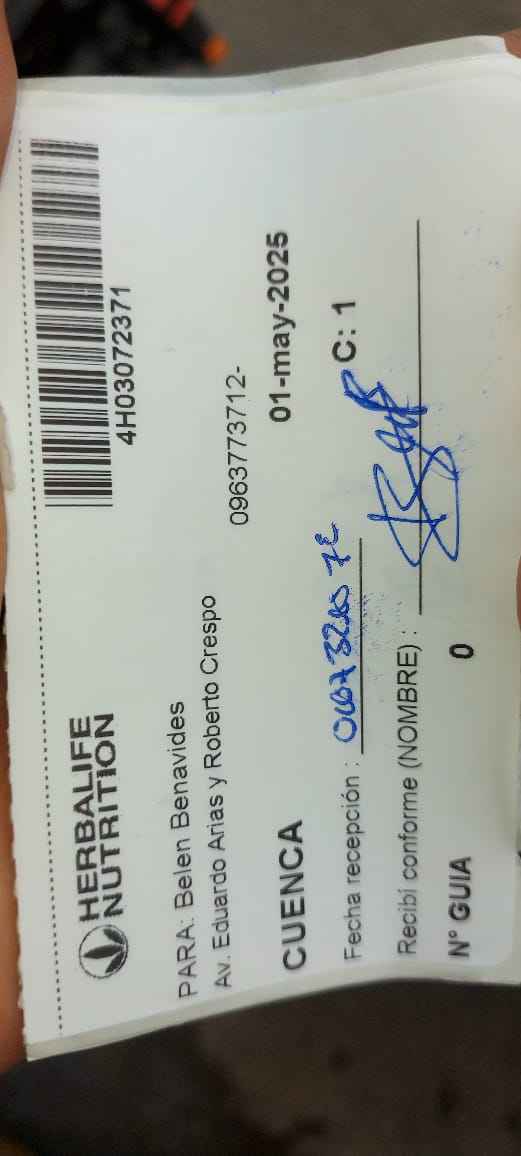 HERBALIFE
NUTRITION
4H03072371
PARA: Belen Benavides
Av. Eduardo Arias y Roberto Crespo
0963773712-
CUENCA
01-may-2025
Fecha recepción :
C: 1
Recibí conforme (NOMBRE) :
N° GUIA
0